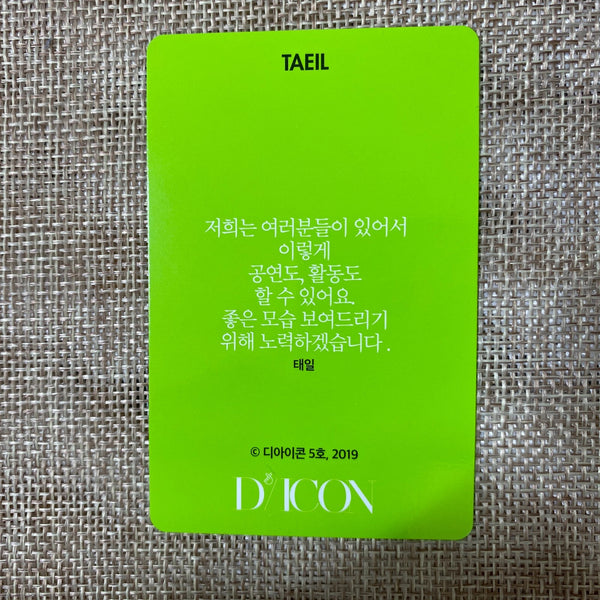 TAEIL
저희는 여러분들이 있어서
이렇게
공연도, 활동도
할 수 있어요.
좋은 모습 보여드리기
위해 노력하겠습니다.
태일
© 디아이콘 5호, 2019
D/ICON